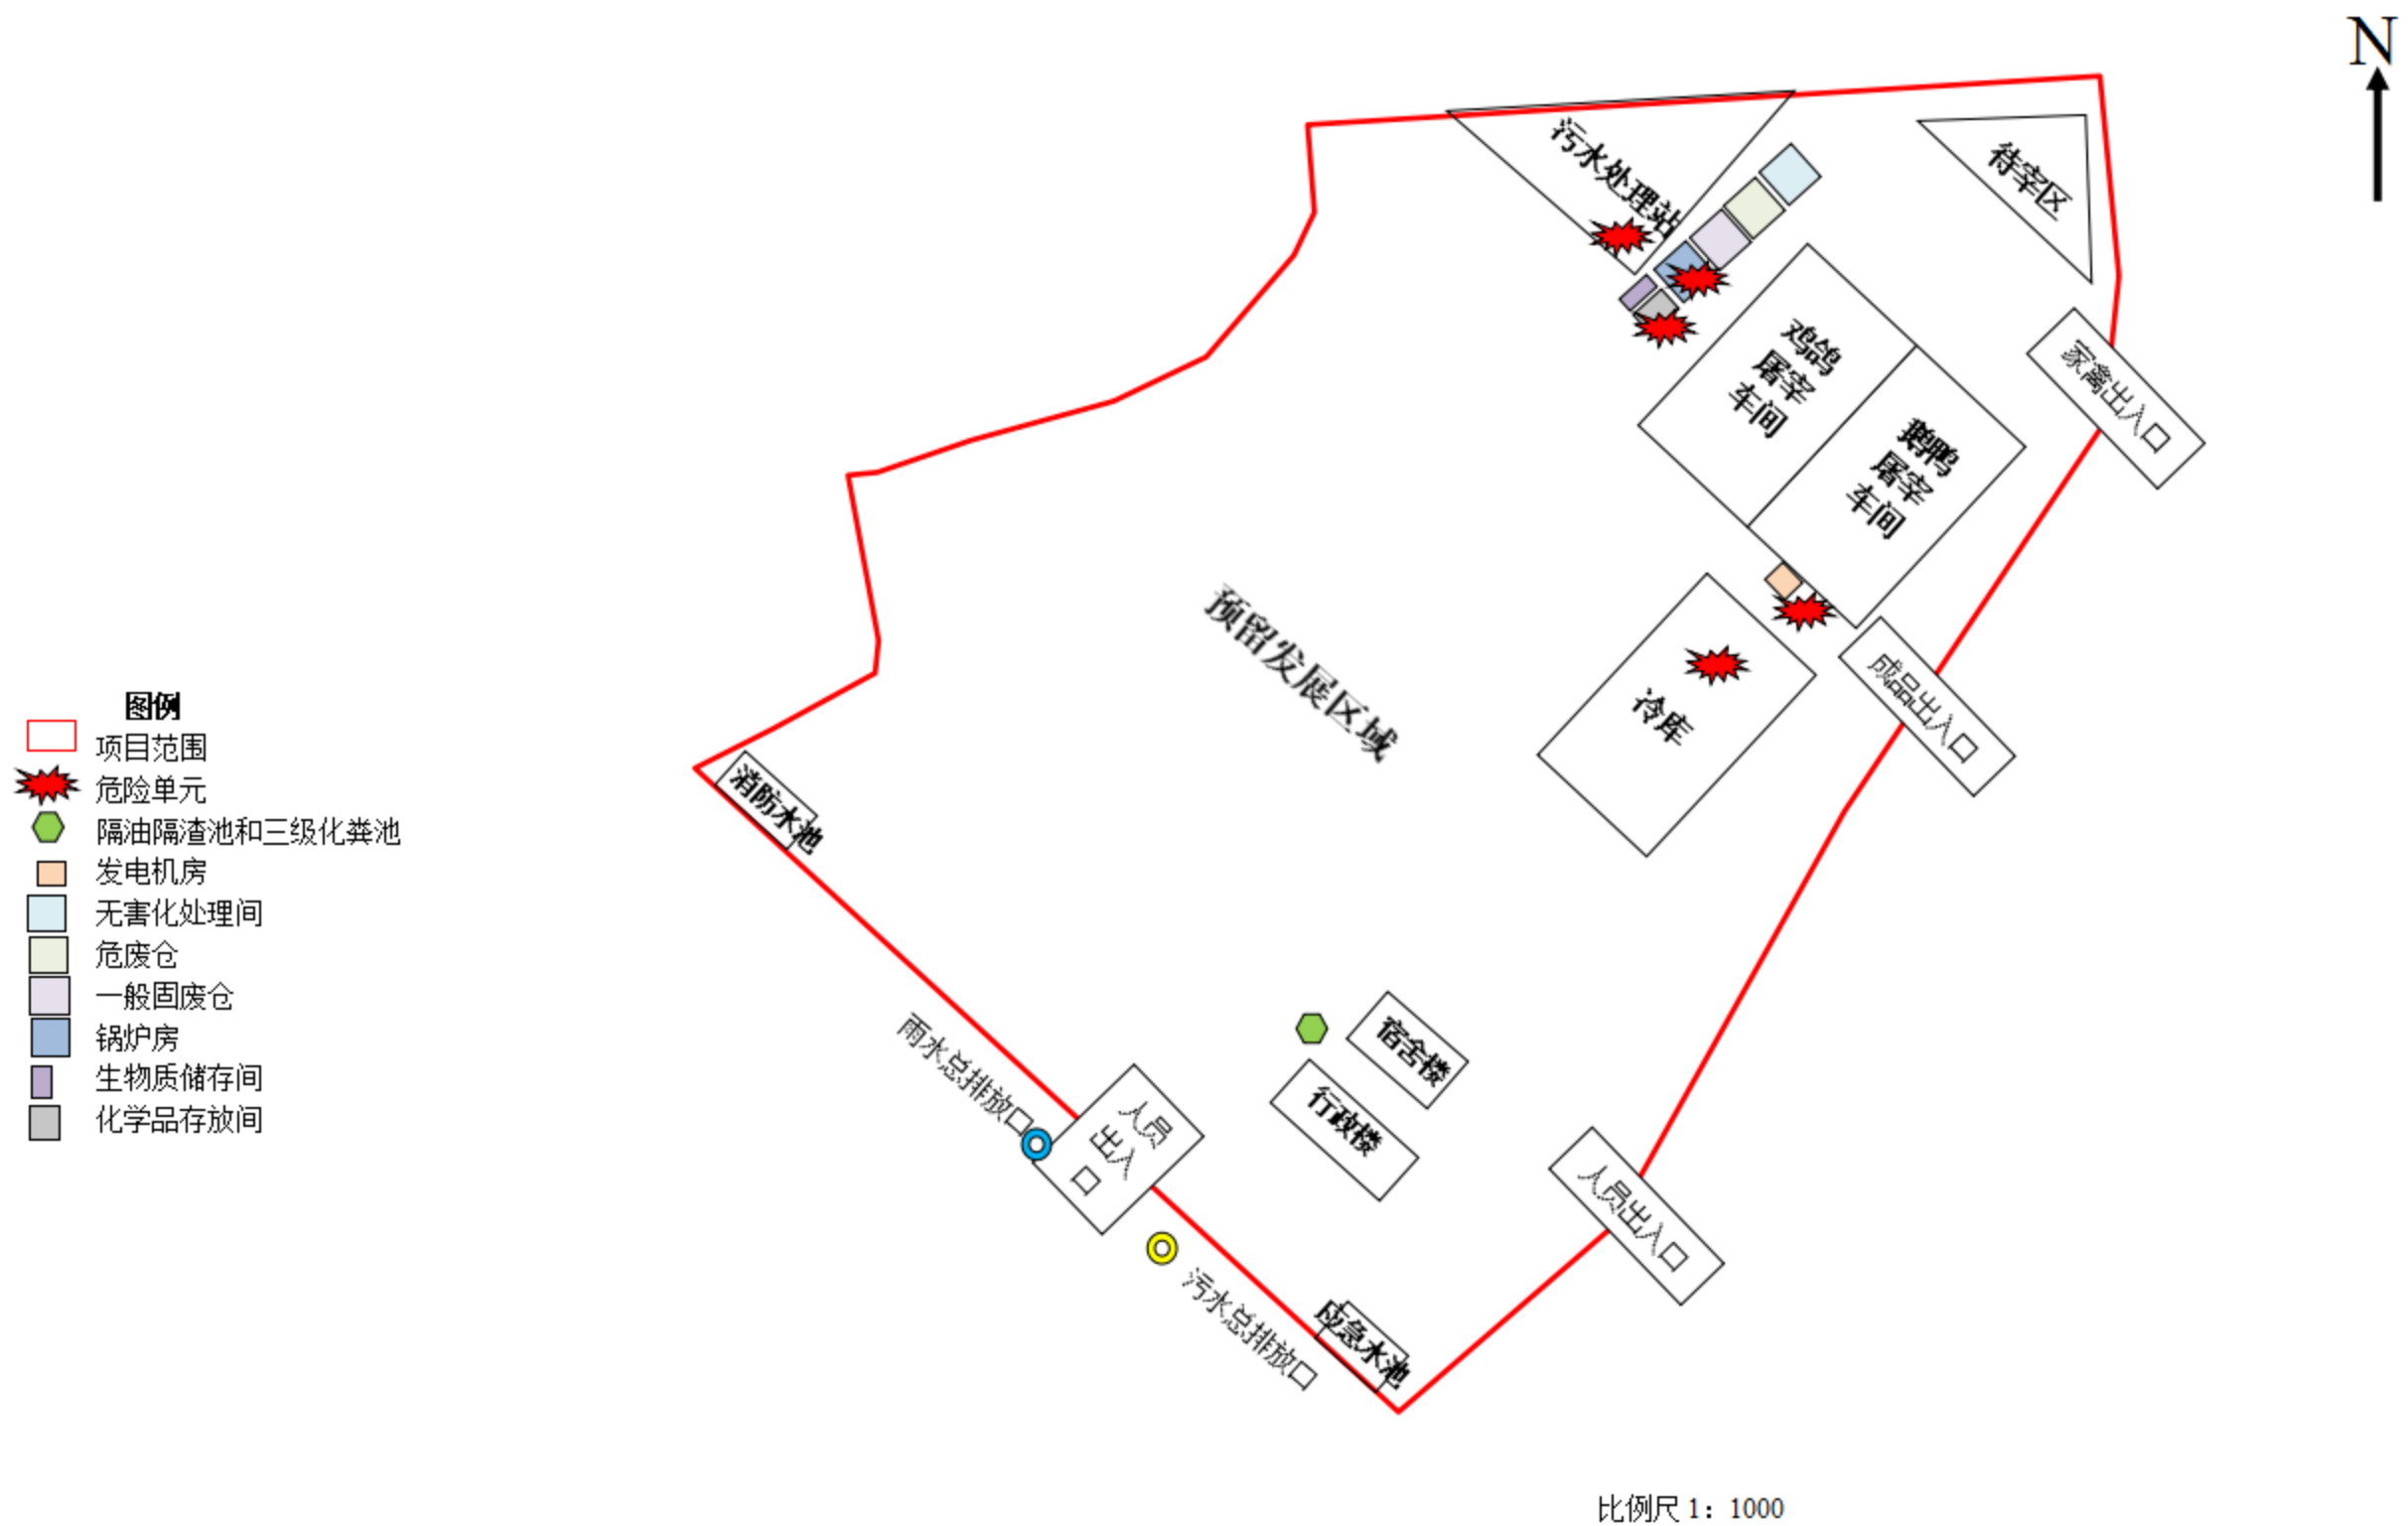 N
污水处理站
待宰区
鸡鸽
屠宰
车间
家禽出入口
鹅鸭
屠宰
车间
预留发展区域
成品出入口
冷库
图例
项目范围
危险单元
隔油隔渣池和三级化粪池
发电机房
无害化处理间
危废仓
一般固废仓
锅炉房
生物质储存间
化学品存放间
消防水池
雨水总排放口
人员
出入
口
宿舍楼
行政楼
人员出入口
污水总排放口
应急水池
比例尺 1：1000